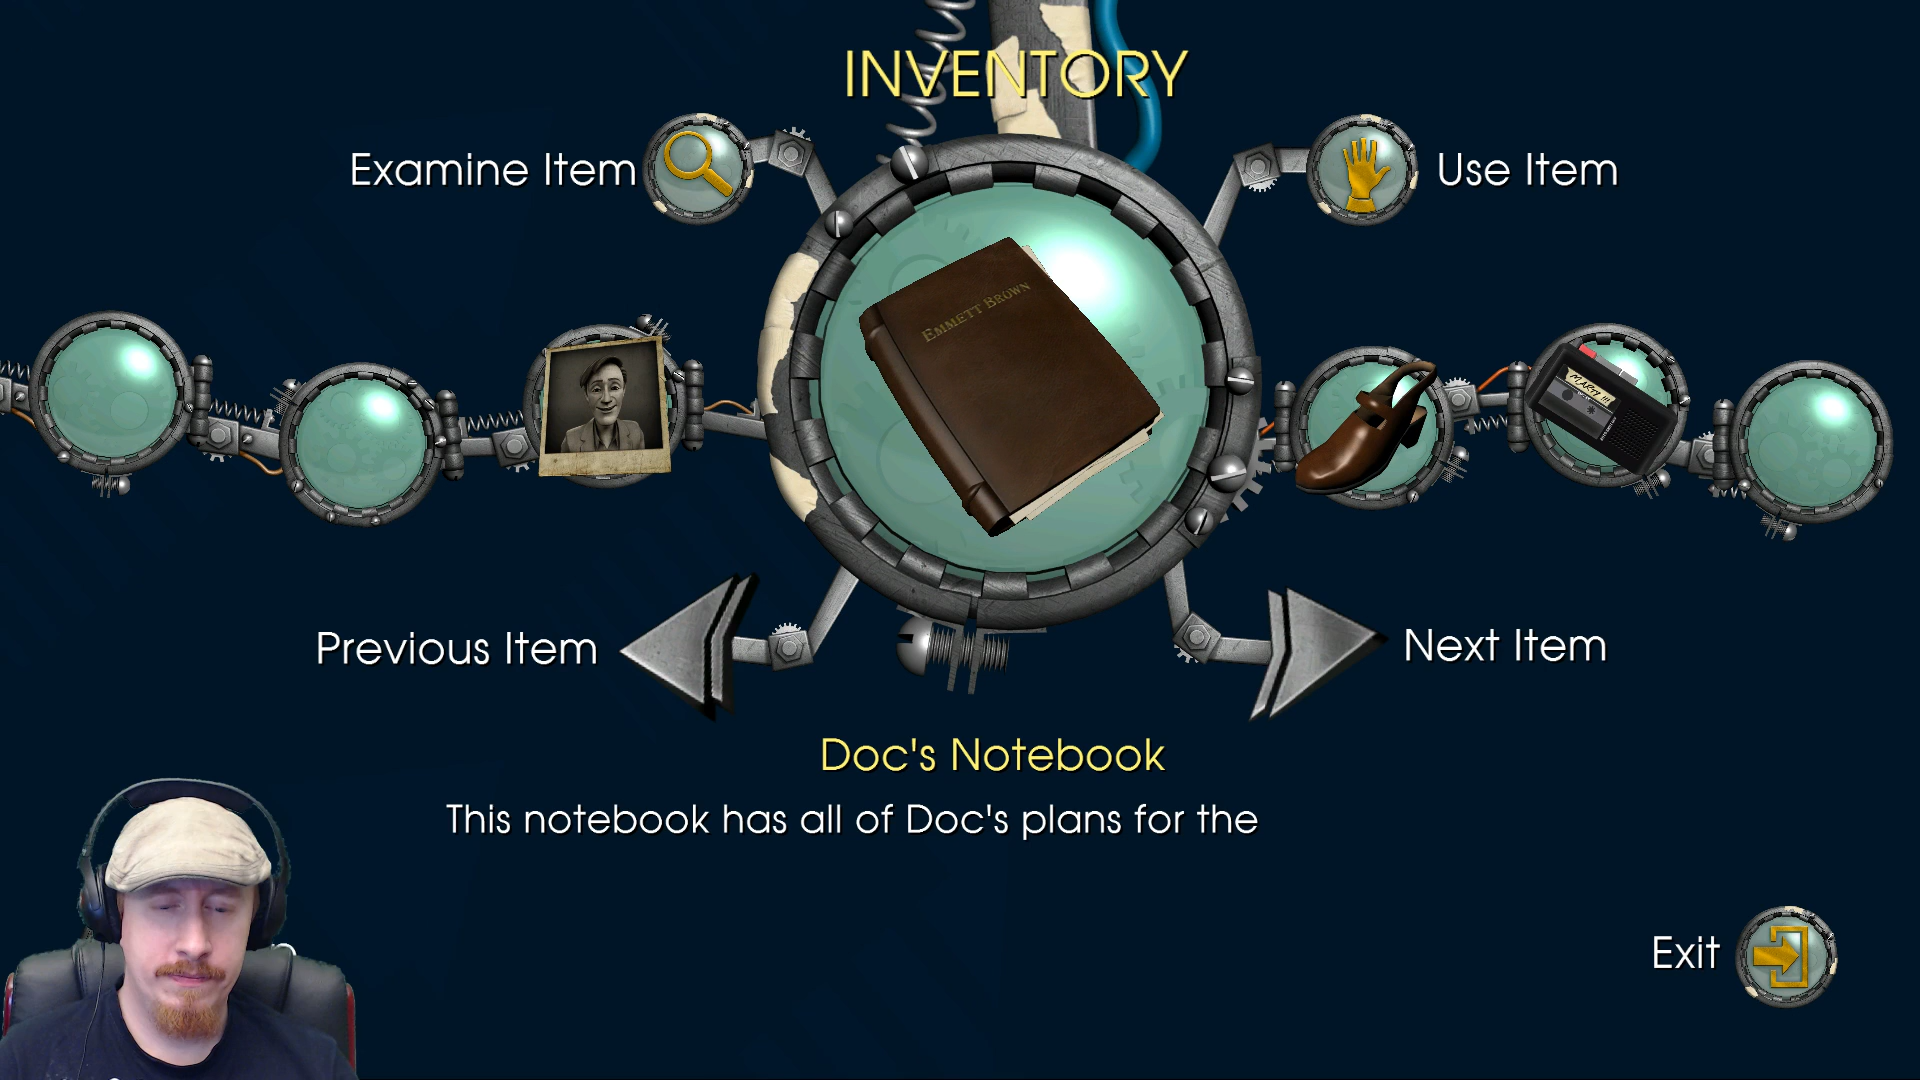 INVENTORY
Examine Item
Use Item
EMMETT BROWN
MARTY !!!
Previous Item
Next Item
Doc's Notebook
This notebook has all of Doc's plans for the
Exit